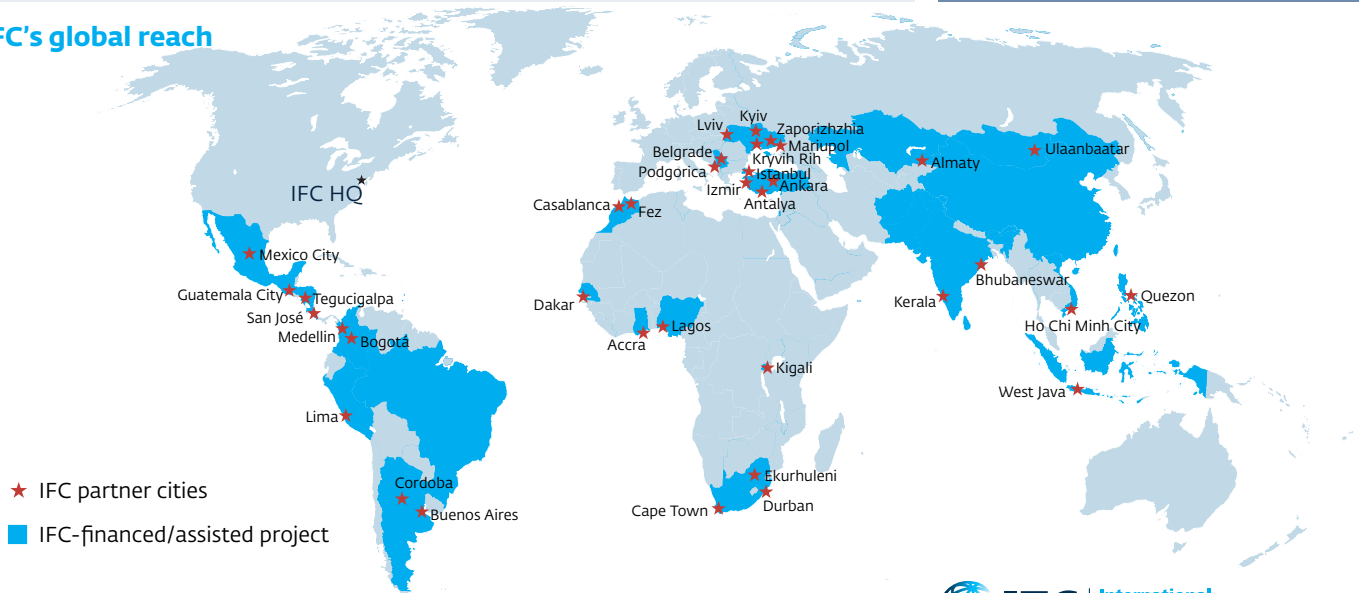 FC's global reach
IFC HQ
Mexico City
Guatemala City
Tegucigalpa
San José
Medellin
Bogotá
Lima
Cordoba
Buenos Aires
Lviv
Kyiv
Zaporizhzhia
Mariupol
Kryvih Rih
Belgrade
Podgorica
Istanbul
Izmir
Ankara
Antalya
Casablanca
Fez
Dakar
Accra
Lagos
Kigali
Ekurhuleni
Durban
Cape Town
Almaty
Ulaanbaatar
Bhubaneswar
Kerala
Quezon
Ho Chi Minh City
West Java
IFC partner cities
IFC-financed/assisted project
IFC
International